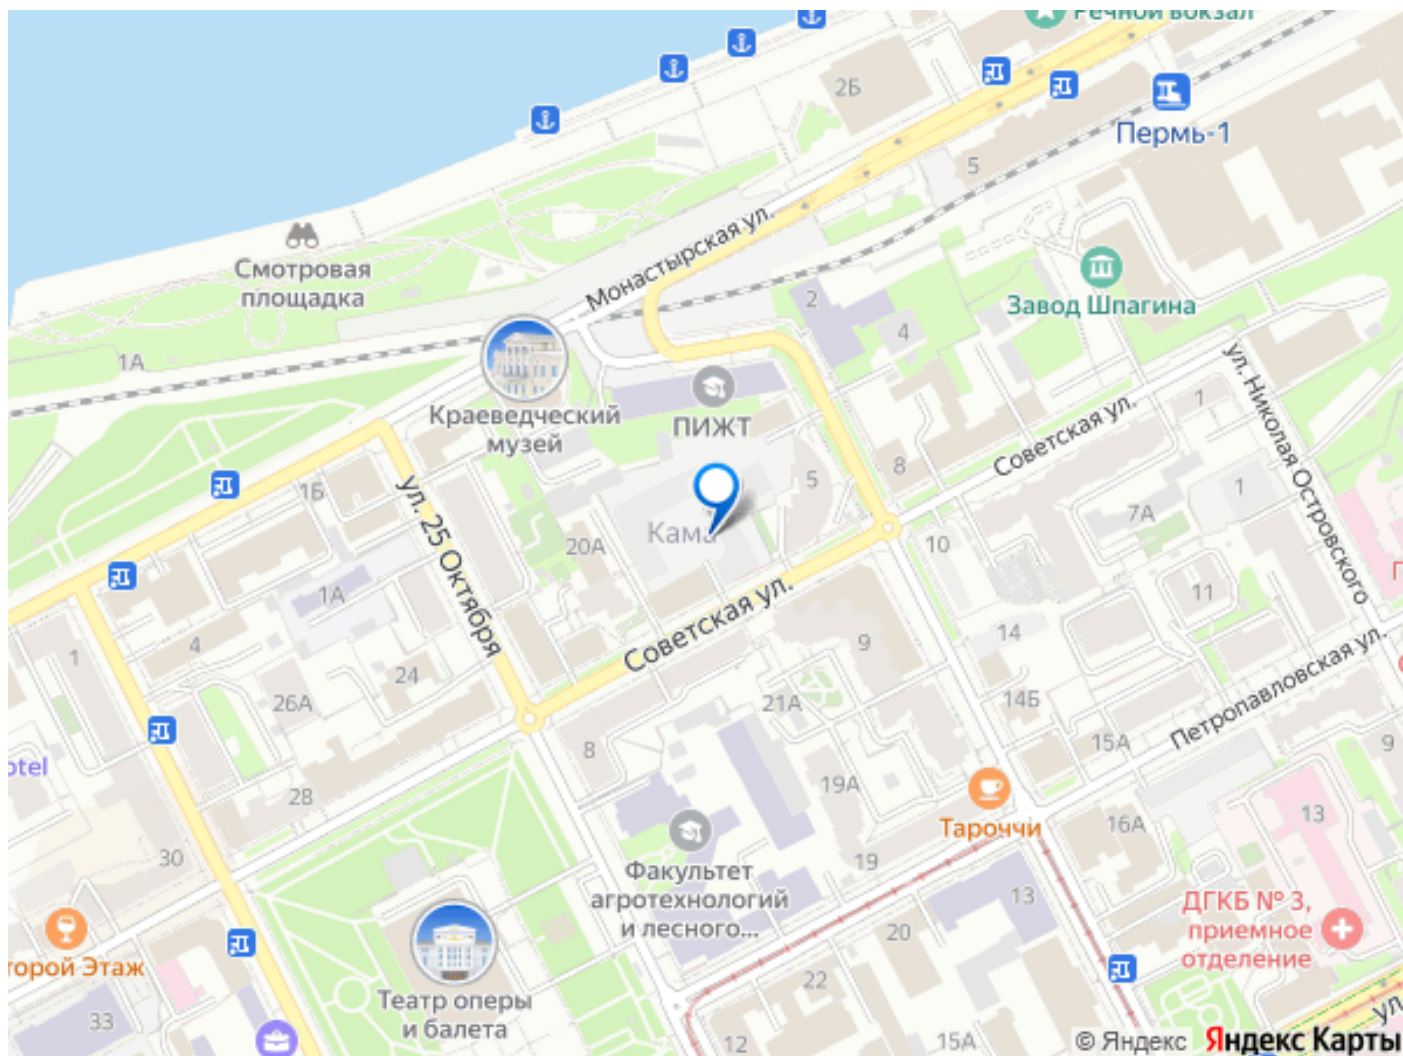 Речной вокзал
2Б
Пермь-1
5
Монастырская ул.
Смотровая
площадка
2
4
Завод Шпагина
1А
Краеведческий
музей
ПИЖТ
ул. Николая Островского
1
Советская ул.
8
5
1Б
ул. 25 Октября
1
7А
Кама
20А
10
1А
11
Советская ул.
4
1
24
9
14
26А
21А
14Б
Петропавловская ул.
8
15А
9
19А
28
13
Тароччи
16А
30
19
Факультет
агротехнологий
и лесного...
13
ДГКБ № 3,
приемное
отделение
20
торой Этаж
22
Театр оперы
и балета
33
12
15А
ул
otel
© Яндекс Яндекс Карты